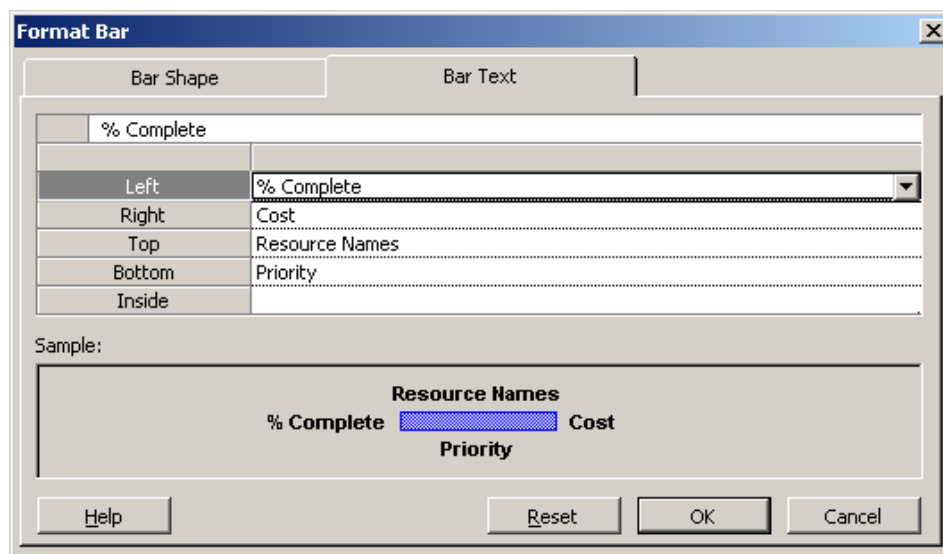 Format Bar
Bar Shape Bar Text
% Complete
Left % Complete
Right Cost
Top Resource Names
Bottom Priority
Inside
Sample:
Resource Names
% Complete Cost
Priority
Help Reset OK Cancel